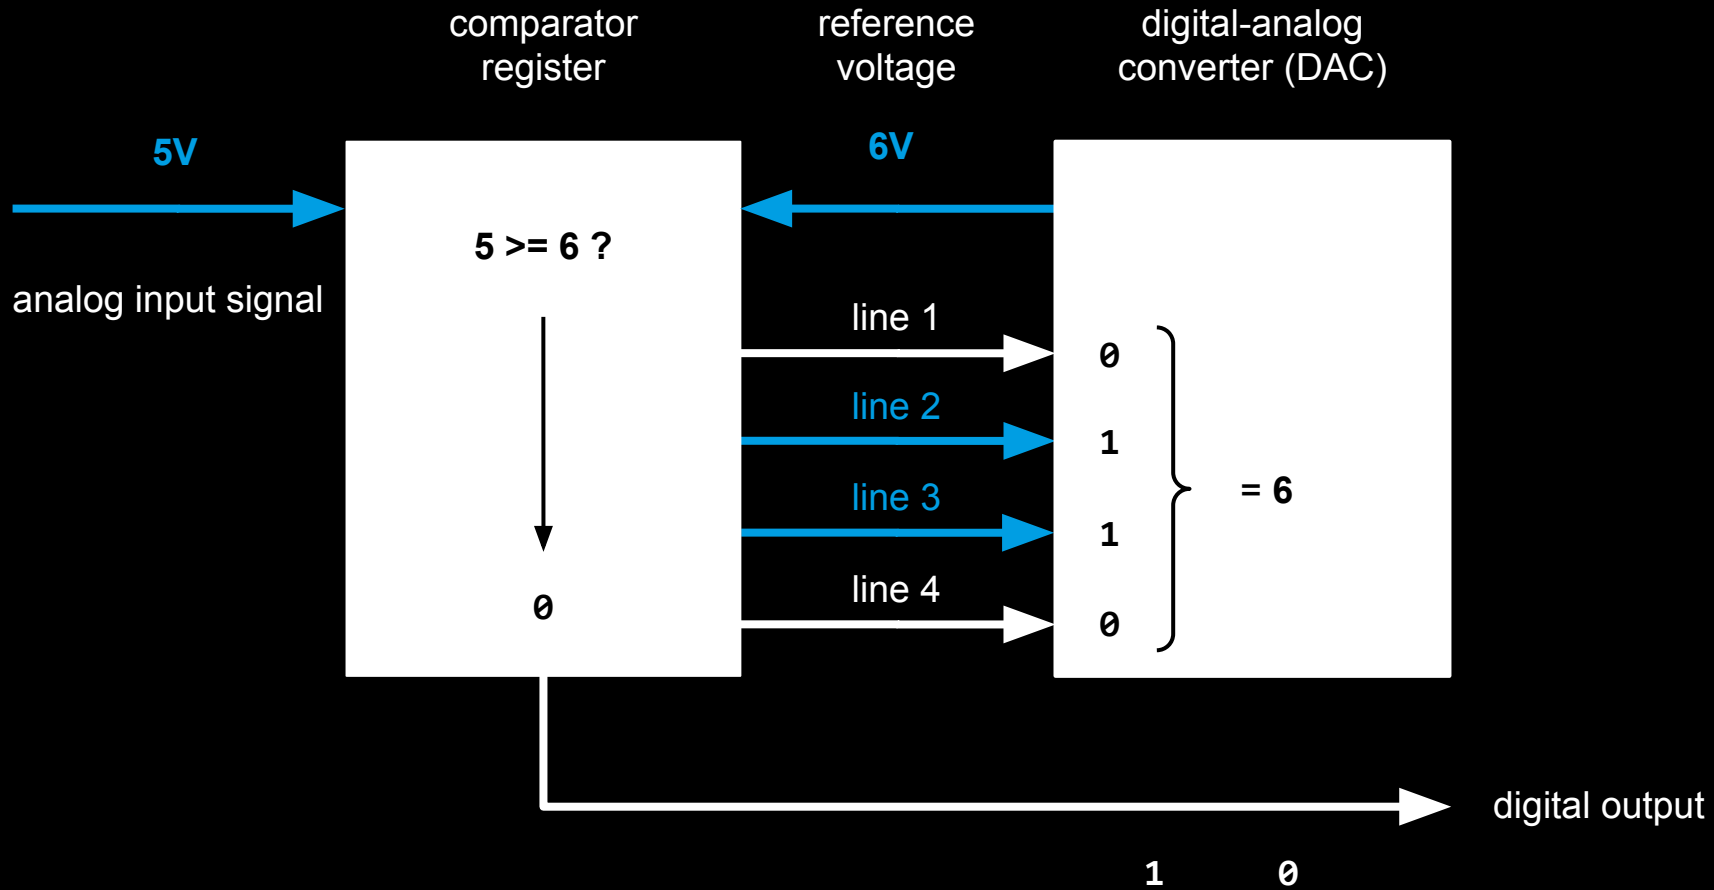 comparator
register
reference
voltage
digital-analog
converter (DAC)
5V
6V
5 >= 6 ?
analog input signal
line 1
0
line 2
1
line 3
= 6
1
line 4
0
0
digital output
1 0